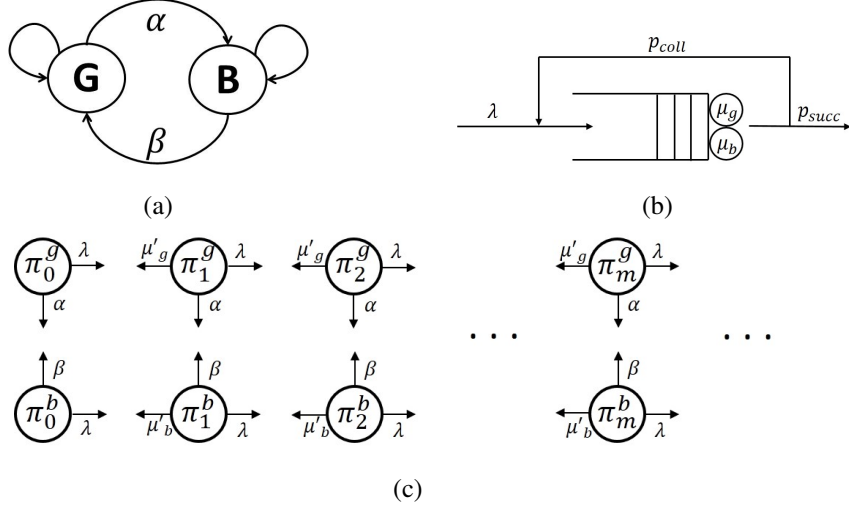 α
G B
β
(a)
p_coll
λ
μ_g
μ_b
p_succ
(b)
π_0^g λ μ'_g π_1^g λ μ'_g π_2^g λ μ'_g π_m^g λ
α α α α
. . . . . .
β β β β
π_0^b λ μ'_b π_1^b λ μ'_b π_2^b λ μ'_b π_m^b λ
(c)